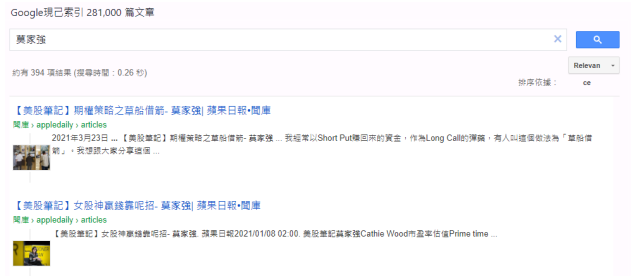 Google現己索引 281,000 篇文章
莫家強
約有 394 項結果 (搜尋時間：0.26 秒)
Relevan
排序依據：
ce
【美股筆記】期權策略之草船借箭- 莫家強| 蘋果日報•聞庫
聞庫 › appledaily › articles
2021年3月23日 ... 【美股筆記】期權策略之草船借箭- 莫家強 ... 我經常以Short Put賺回來的資金，作為Long Call的彈藥，有人叫這個做法為「草船借
箭」。我想跟大家分享這個 ...
【美股筆記】女股神贏錢靠呢招- 莫家強| 蘋果日報•聞庫
聞庫 › appledaily › articles
【美股筆記】女股神贏錢靠呢招- 莫家強. 蘋果日報2021/01/08 02:00. 美股筆記莫家強Cathie Wood市盈率估值Prime time ...